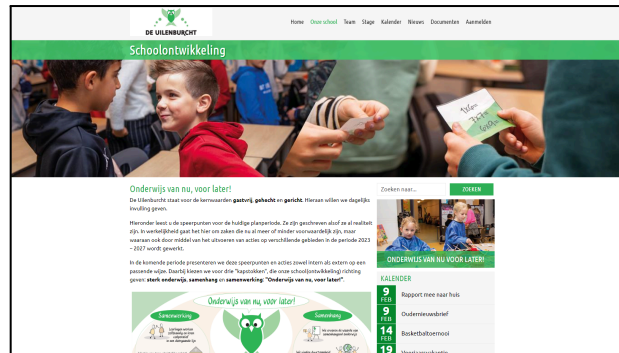 DE UILENBURCHT
Home Onze school Team Stage Kalender Nieuws Documenten Aanmelden
Schoolontwikkeling
Onderwijs van nu, voor later!
De Uilenburcht staat voor de kernwaarden gastvrij, gehecht en gericht. Hieraan willen we dagelijks
invulling geven.
Hieronder leest u de speerpunten voor de huidige planperiode. Ze zijn geschreven alsof ze al realiteit
zijn. In werkelijkheid gaat het hier om zaken die nu al meer of minder voorwaardelijk zijn, maar
waaraan ook door middel van het uitvoeren van acties op verschillende gebieden in de periode 2023
– 2027 wordt gewerkt.
In de komende periode presenteren we deze speerpunten en acties zowel intern als extern op een
passende wijze. Daarbij kiezen we voor drie "kapstokken", die onze school(ontwikkeling) richting
geven: sterk onderwijs, samenhang en samenwerking: "Onderwijs van nu, voor later!".
Onderwijs van nu, voor later!
Samenwerking
Samenhang
Zoeken naar...
ZOEKEN
ONDERWIJS VAN NU VOOR LATER!
KALENDER
9
FEB
Rapport mee naar huis
9
FEB
Oudernieuwsbrief
14
FEB
Basketbaltoernooi
19
Voorjaarsvakantie